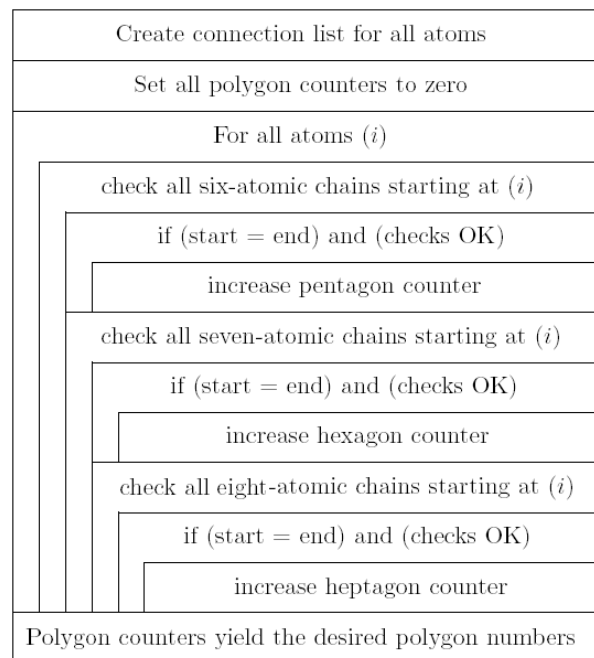 Create connection list for all atoms
Set all polygon counters to zero
For all atoms (i)
check all six-atomic chains starting at (i)
if (start = end) and (checks OK)
increase pentagon counter
check all seven-atomic chains starting at (i)
if (start = end) and (checks OK)
increase hexagon counter
check all eight-atomic chains starting at (i)
if (start = end) and (checks OK)
increase heptagon counter
Polygon counters yield the desired polygon numbers